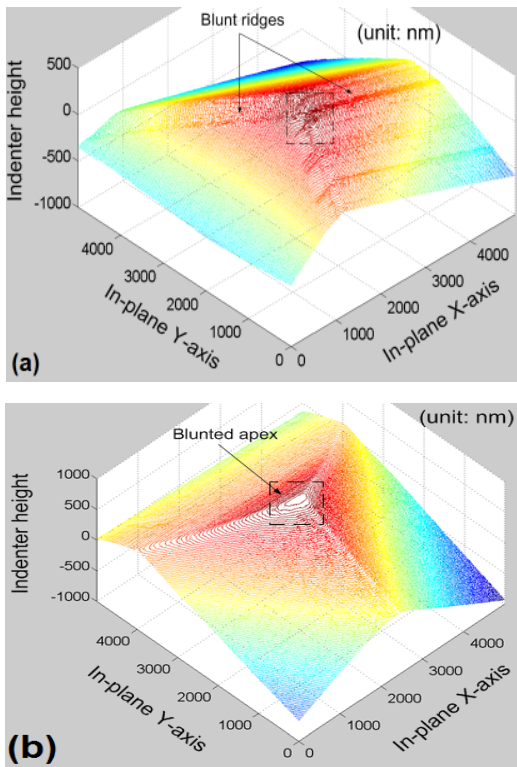 Blunt ridges
(unit: nm)
500
0
-500
-1000
Indenter height
4000
3000
2000
1000
0
In-plane Y-axis
0
1000
2000
3000
4000
In-plane X-axis
(a)
(unit: nm)
Blunted apex
1000
500
0
-500
-1000
Indenter height
4000
3000
2000
1000
0
In-plane Y-axis
0
1000
2000
3000
4000
In-plane X-axis
(b)